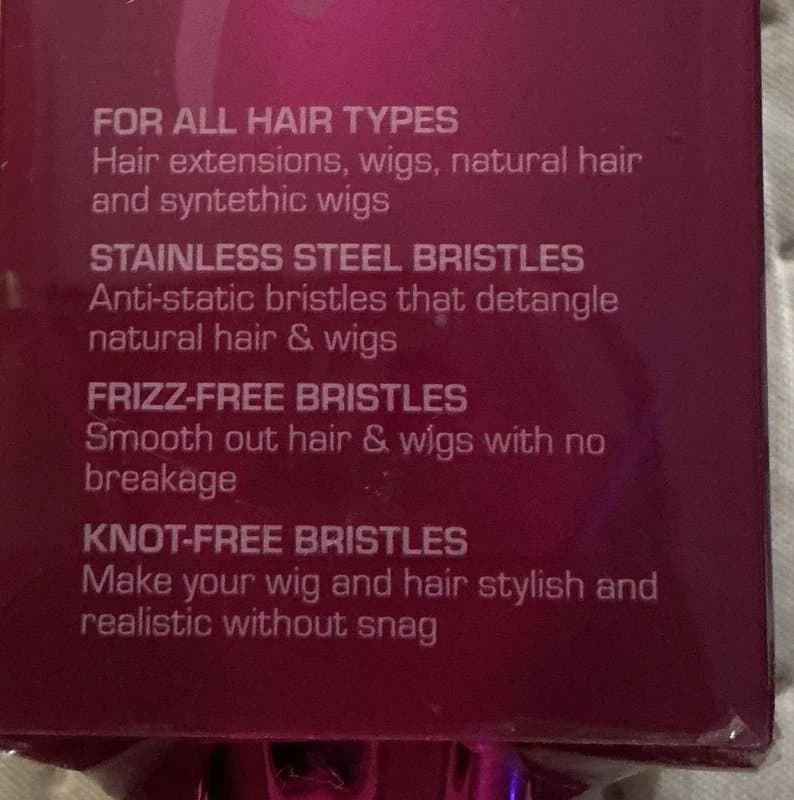 FOR ALL HAIR TYPES
Hair extensions, wigs, natural hair
and syntethic wigs
STAINLESS STEEL BRISTLES
Anti-static bristles that detangle
natural hair & wigs
FRIZZ-FREE BRISTLES
Smooth out hair & wigs with no
breakage
KNOT-FREE BRISTLES
Make your wig and hair stylish and
realistic without snag